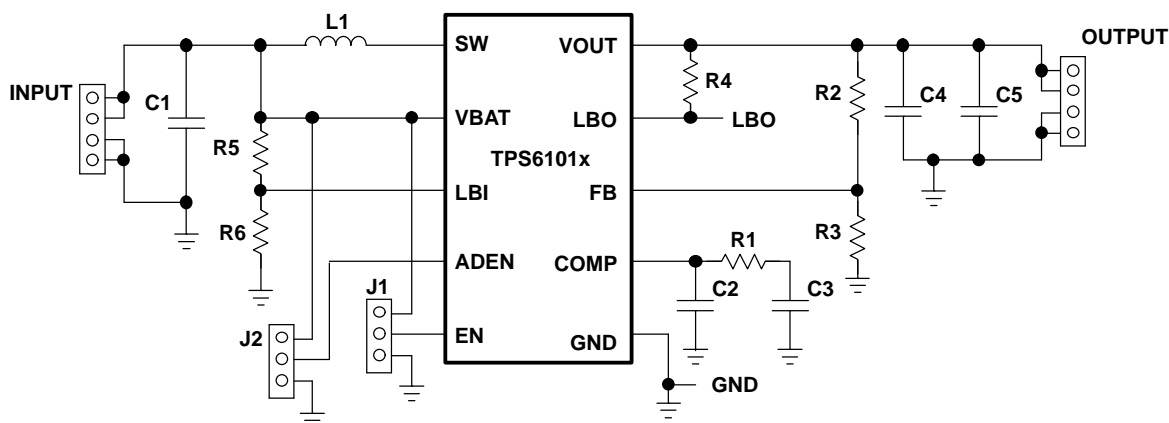 L1
SW
VOUT
OUTPUT
INPUT
C1
R4
R2
C4
C5
VBAT
LBO
LBO
R5
TPS6101x
LBI
FB
R6
R3
R1
ADEN
COMP
J1
C2
C3
J2
EN
GND
GND